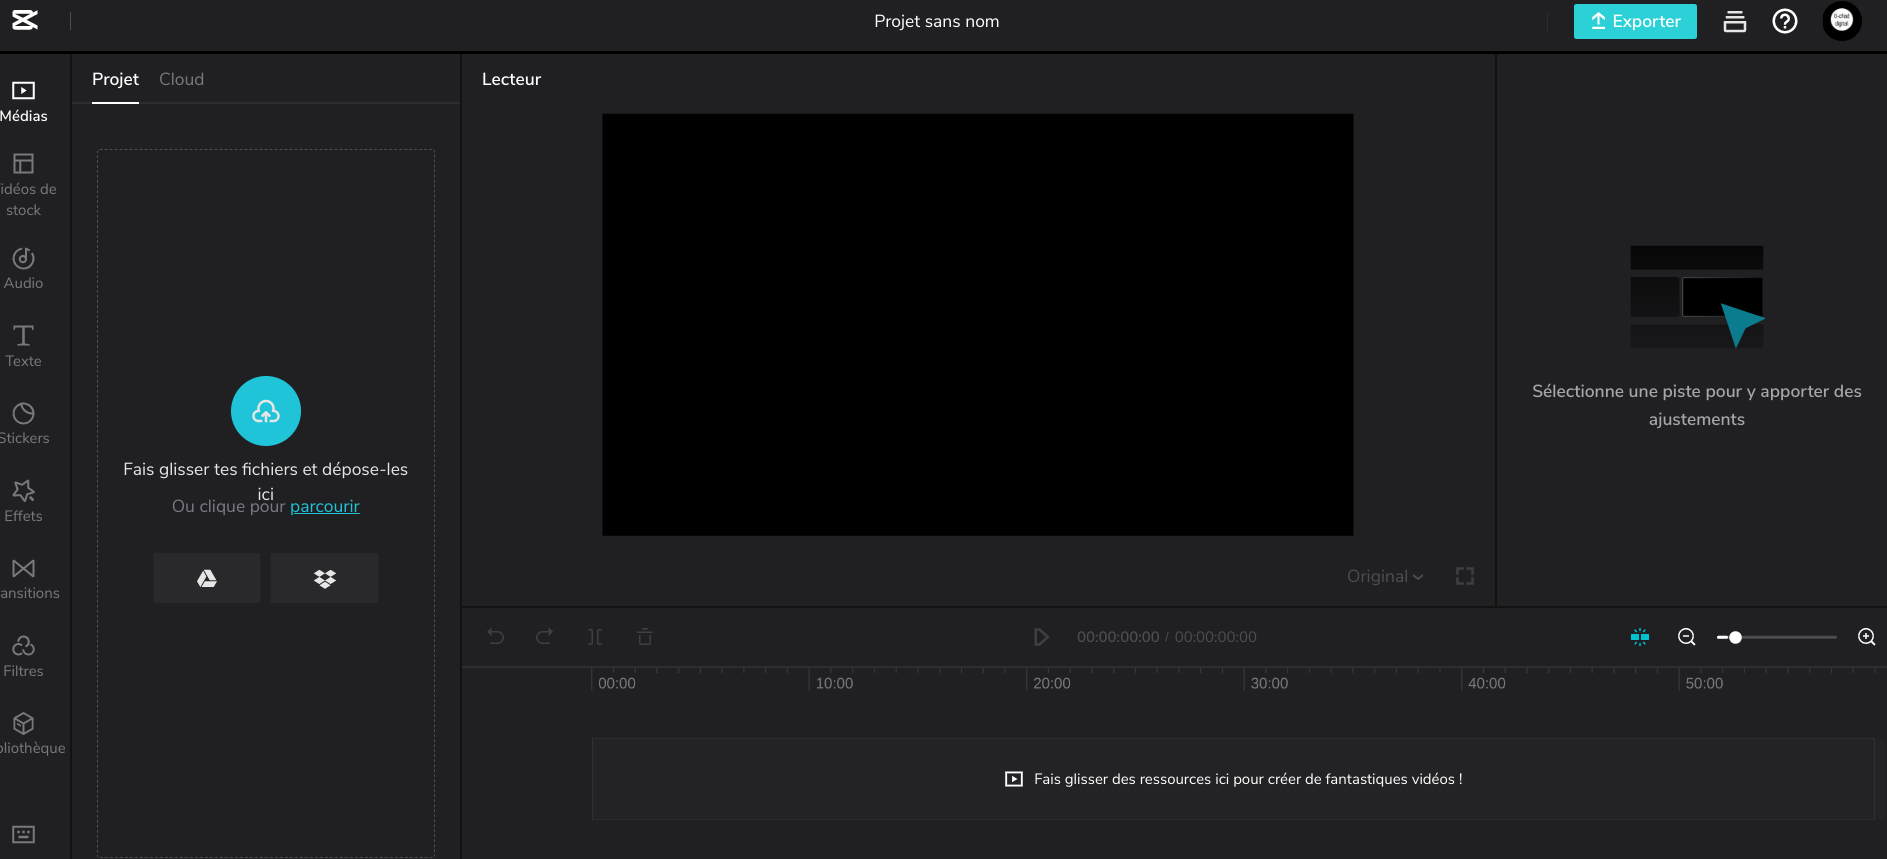 Projet sans nom
Exporter
Projet
Cloud
Lecteur
Médias
idéos de
stock
Audio
Texte
Stickers
Effets
ansitions
Filtres
bliothèque
Fais glisser tes fichiers et dépose-les
ici
Ou clique pour parcourir
Original
Sélectionne une piste pour y apporter des
ajustements
00:00:00:00 / 00:00:00:00
00:00
10:00
20:00
30:00
40:00
50:00
Fais glisser des ressources ici pour créer de fantastiques vidéos !